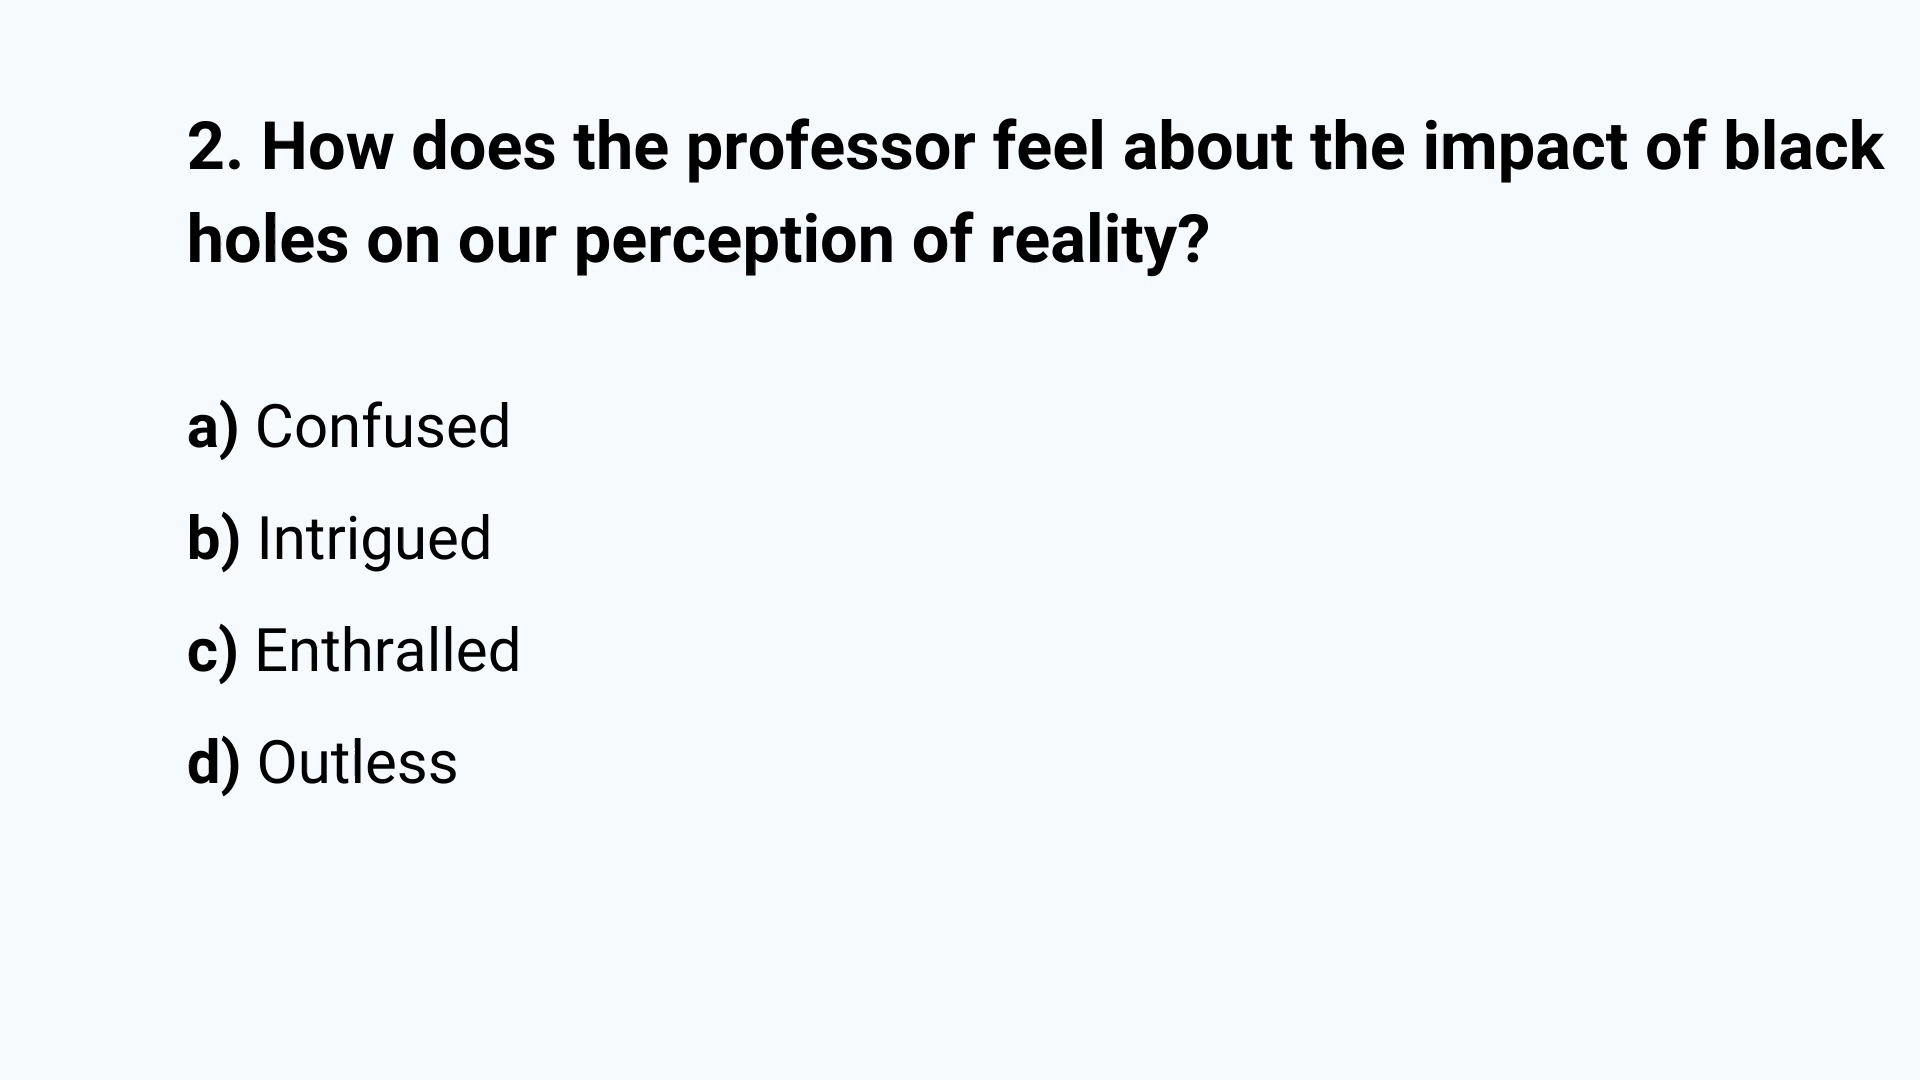 2. How does the professor feel about the impact of black
holes on our perception of reality?
a) Confused
b) Intrigued
c) Enthralled
d) Outless